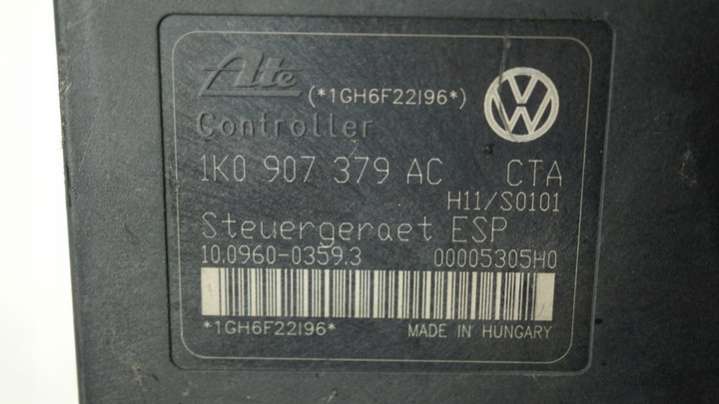 Ate (*1GH6F22I96*)
Controller
1K0 907 379 AC CTA
H11/S0101
Steuergeraet ESP
10.0960-0359.3 00005305H0
*1GH6F22I96* MADE IN HUNGARY